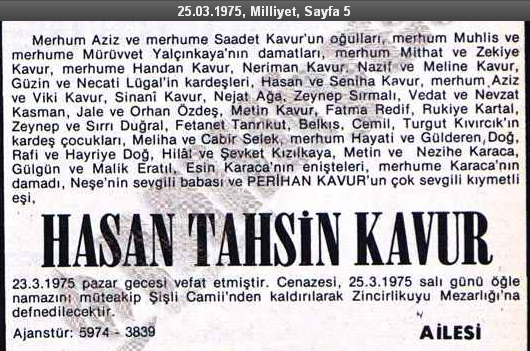 25.03.1975, Milliyet, Sayfa 5
Merhum Aziz ve merhume Saadet Kavur'un oğulları, merhum Muhlis ve
merhume Mürüvvet Yalçınkaya'nın damatları, merhum Mithat ve Zekiye
Kavur, merhume Handan Kavur, Neriman Kavur, Nazif ve Meline Kavur,
Güzin ve Necati Lügal'in kardeşleri, Hasan ve Seniha Kavur, merhum Aziz
ve Viki Kavur, Sinani Kavur, Nejat Ağa, Zeynep Sırmalı, Vedat ve Nevzat
Kasman, Jale ve Orhan Özdeş, Metin Kavur, Fatma Redif, Rukiye Kartal,
Zeynep ve Sırrı Duğral, Fetanet Tanrıkut, Belkıs, Cemil, Turgut Kıvırcık'ın
kardeş çocukları, Meliha ve Cabir Selek, merhum Hayati ve Gülderen Doğ,
Rafi ve Hayriye Doğ, Hilâl ve Şevket Kızılkaya, Metin ve Nezihe Karaca,
Gülgün ve Malik Eratıl, Esin Karaca'nın enişteleri, merhume Karaca'nın
damadı, Neşe'nin sevgili babası ve PERİHAN KAVUR'un çok sevgili kıymetli
eşi,
HASAN TAHSİN KAVUR
23.3.1975 pazar gecesi vefat etmiştir. Cenazesi, 25.3.1975 salı günü öğle
namazını müteakip Şişli Camii'nden kaldırılarak Zincirlikuyu Mezarlığı'na
defnedilecektir.
Ajanstür: 5974 - 3839
AİLESİ